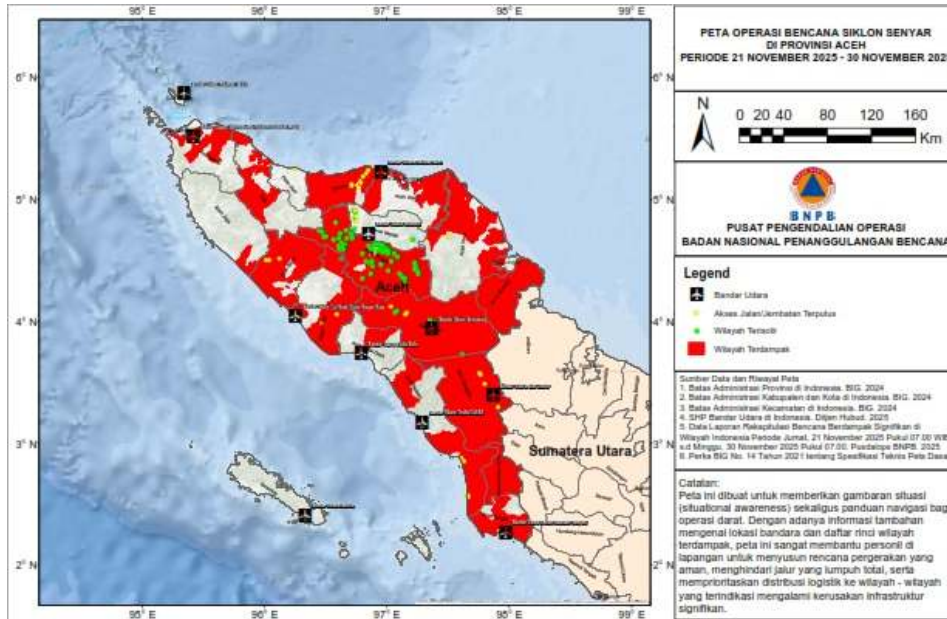 PETA OPERASI BENCANA SIKLON SENYAR
DI PROVINSI ACEH
PERIODE 21 NOVEMBER 2025 - 30 NOVEMBER 202
N
0 20 40 80 120 160
Km
BNPB
PUSAT PENGENDALIAN OPERASI
BADAN NASIONAL PENANGGULANGAN BENCANA
Legend
Bandar Udara
Akses Jalan/Jembatan Terputus
Wilayah Terisolir
Wilayah Terdampak
Sumber Data dan Riwayat Peta
1. Batas Administrasi Provinsi di Indonesia. BIG. 2024
2. Batas Administrasi Kabupaten dan Kota di Indonesia. BIG. 2024
3. Batas Administrasi Kecamatan di Indonesia. BIG. 2024
4. SHP Bandar Udara di Indonesia. Ditjen Hubud. 2025
5. Data Laporan Rekapitulasi Bencana Berdampak Signifikan di
Wilayah Indonesia Periode Jumat, 21 November 2025 Pukul 07.00 WIB
s.d Minggu, 30 November 2025 Pukul 07.00. Pusdalops BNPB. 2025
6. Perka BIG No. 14 Tahun 2021 tentang Spesifikasi Teknis Peta Dasa
Catatan:
Peta ini dibuat untuk memberikan gambaran situasi
(situational awareness) sekaligus panduan navigasi bag
operasi darat. Dengan adanya informasi tambahan
mengenai lokasi bandara dan daftar rinci wilayah
terdampak, peta ini sangat membantu personil di
lapangan untuk menyusun rencana pergerakan yang
aman, menghindari jalur yang lumpuh total, serta
memprioritaskan distribusi logistik ke wilayah - wilayah
yang terindikasi mengalami kerusakan infrastruktur
signifikan.
95°E 96°E 97°E 98°E 99°E
6°N 6°N
5°N 5°N
4°N 4°N
3°N 3°N
2°N 2°N
95°E 96°E 97°E 98°E 99°E
Aceh
Sumatera Utara